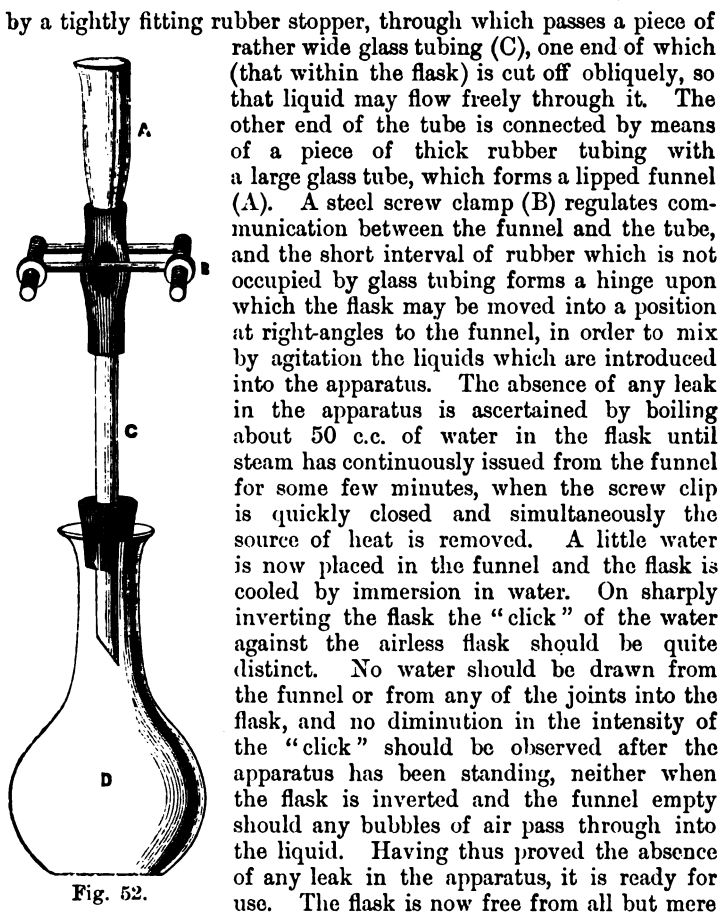 by a tightly fitting rubber stopper, through which passes a piece of
rather wide glass tubing (C), one end of which
(that within the flask) is cut off obliquely, so
that liquid may flow freely through it. The
other end of the tube is connected by means
of a piece of thick rubber tubing with
a large glass tube, which forms a lipped funnel
(A). A steel screw clamp (B) regulates com-
munication between the funnel and the tube,
and the short interval of rubber which is not
occupied by glass tubing forms a hinge upon
which the flask may be moved into a position
at right-angles to the funnel, in order to mix
by agitation the liquids which are introduced
into the apparatus. The absence of any leak
in the apparatus is ascertained by boiling
about 50 c.c. of water in the flask until
steam has continuously issued from the funnel
for some few minutes, when the screw clip
is quickly closed and simultaneously the
source of heat is removed. A little water
is now placed in the funnel and the flask is
cooled by immersion in water. On sharply
inverting the flask the "click" of the water
against the airless flask should be quite
distinct. No water should be drawn from
the funnel or from any of the joints into the
flask, and no diminution in the intensity of
the "click" should be observed after the
apparatus has been standing, neither when
the flask is inverted and the funnel empty
should any bubbles of air pass through into
the liquid. Having thus proved the absence
of any leak in the apparatus, it is ready for
use. The flask is now free from all but mere
A
B
C
D
Fig. 52.